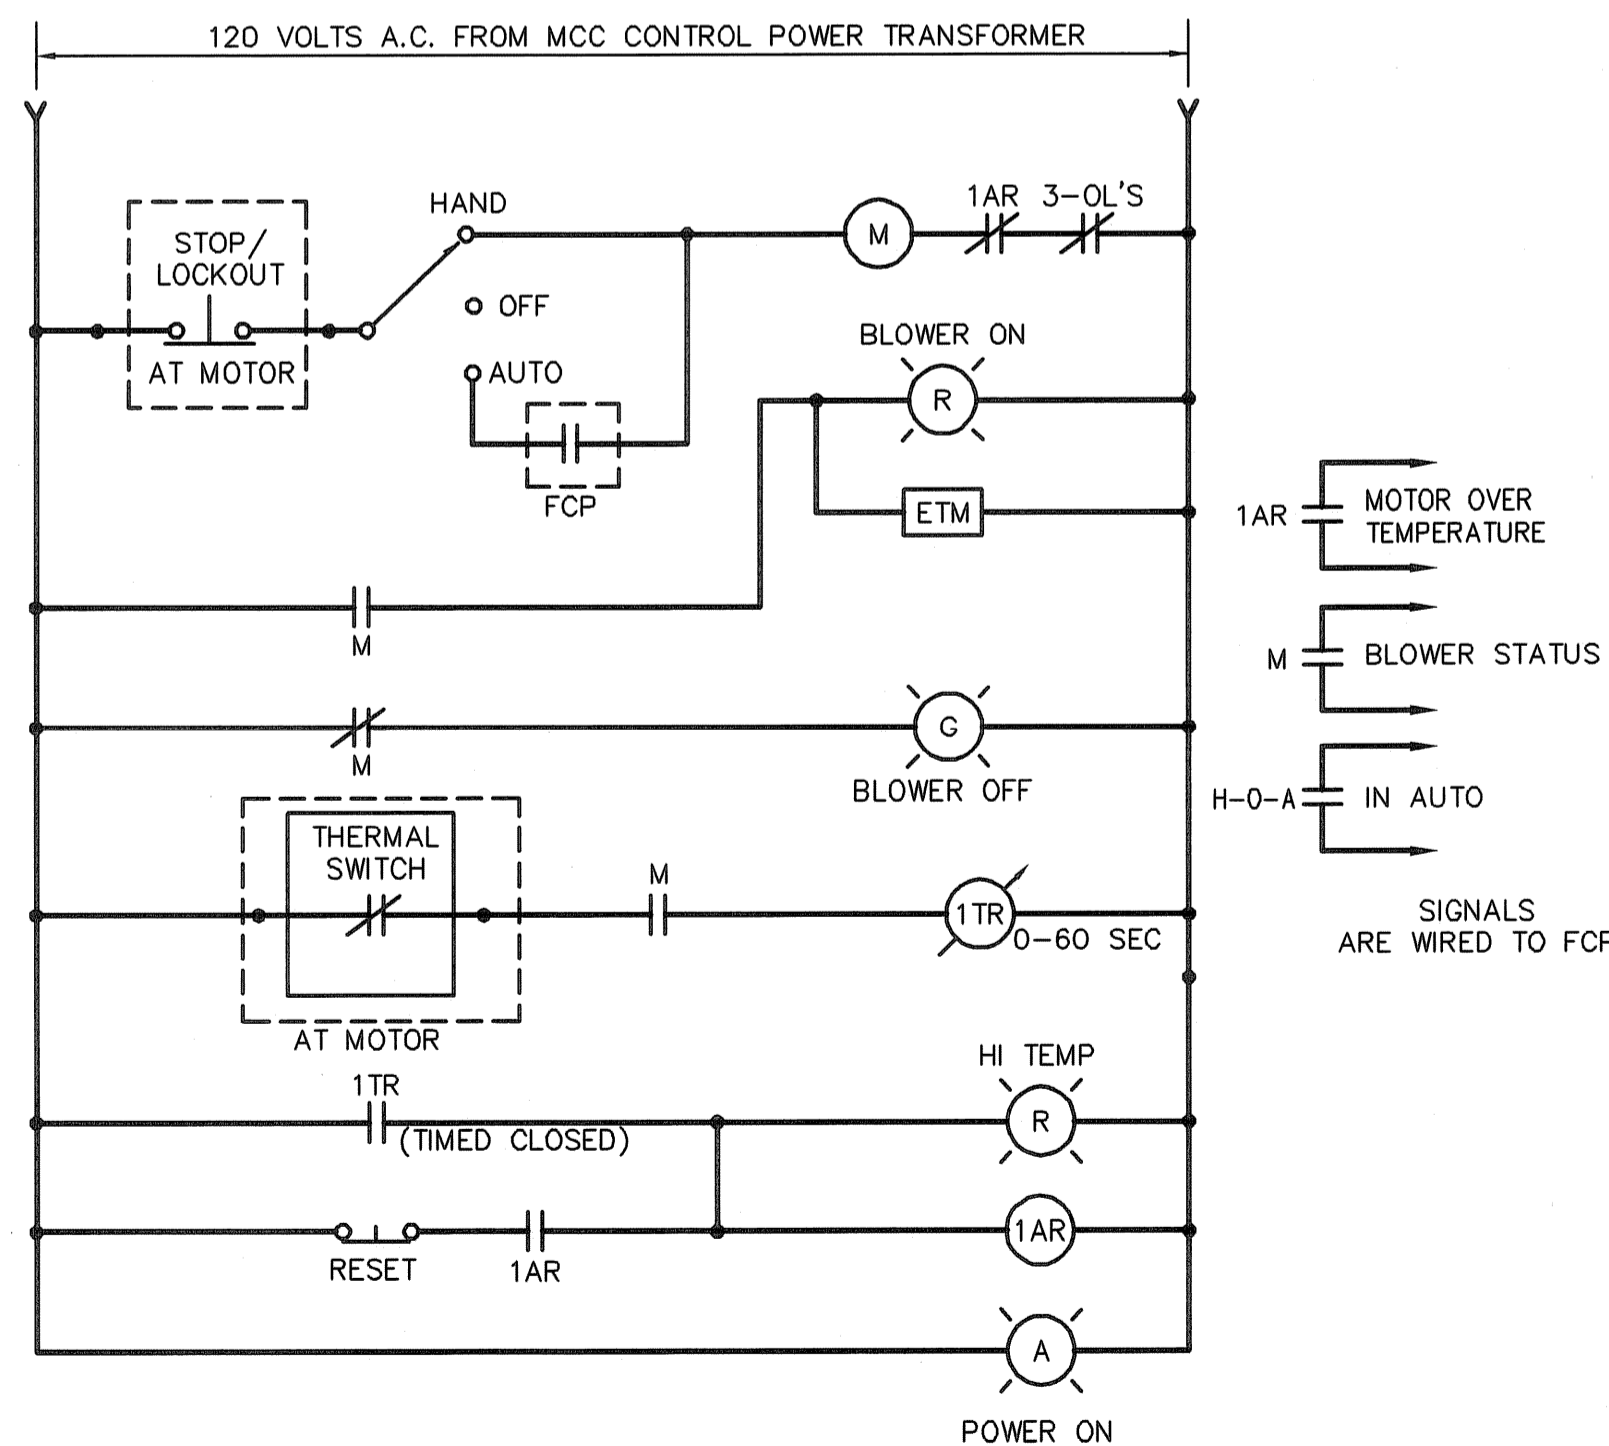 120 VOLTS A.C. FROM MCC CONTROL POWER TRANSFORMER
HAND
1AR 3-OL'S
STOP/
LOCKOUT
M
OFF
BLOWER ON
AT MOTOR
AUTO
R
FCP
ETM
1AR
MOTOR OVER
TEMPERATURE
M
M
BLOWER STATUS
G
M
BLOWER OFF
H-O-A
IN AUTO
THERMAL
SWITCH
M
1TR
0-60 SEC
SIGNALS
ARE WIRED TO FCP
AT MOTOR
HI TEMP
1TR
R
(TIMED CLOSED)
1AR
RESET
1AR
A
POWER ON